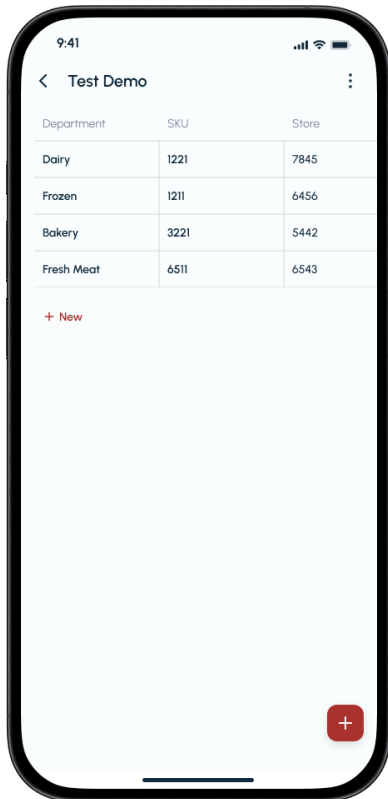 9:41
Test Demo
Department SKU Store
Dairy 1221 7845
Frozen 1211 6456
Bakery 3221 5442
Fresh Meat 6511 6543
+ New